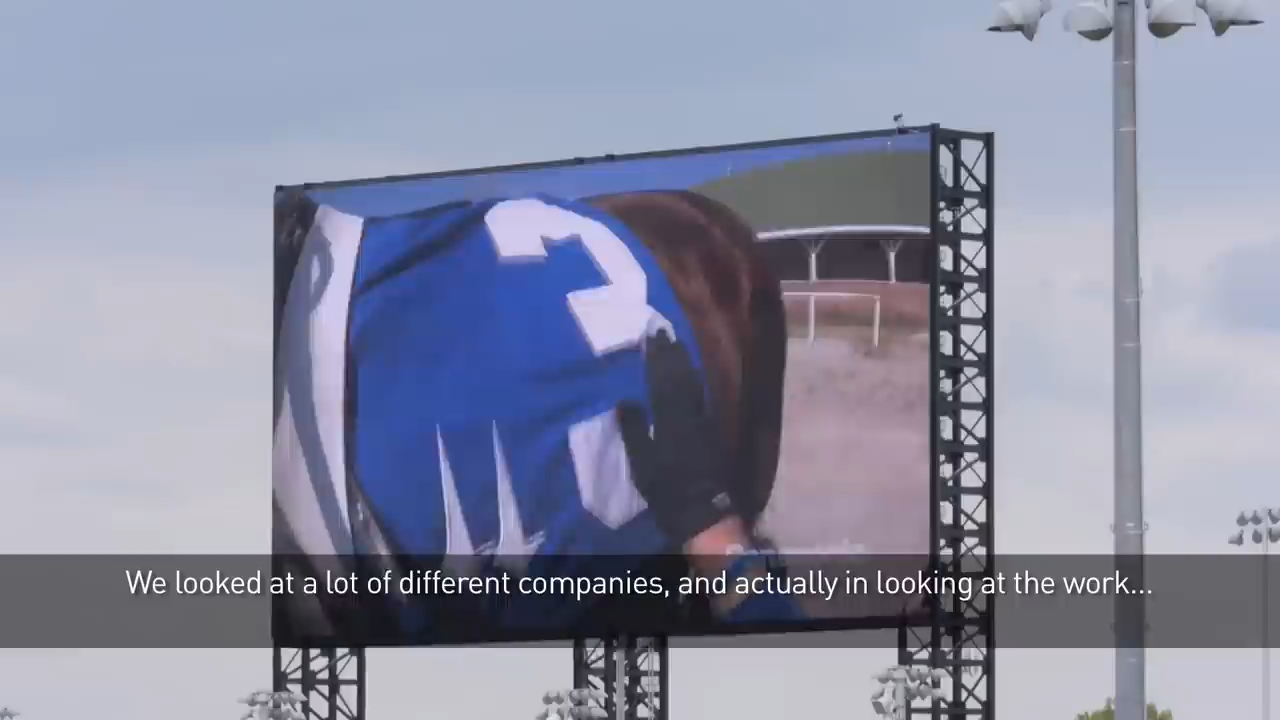 We looked at a lot of different companies, and actually in looking at the work...